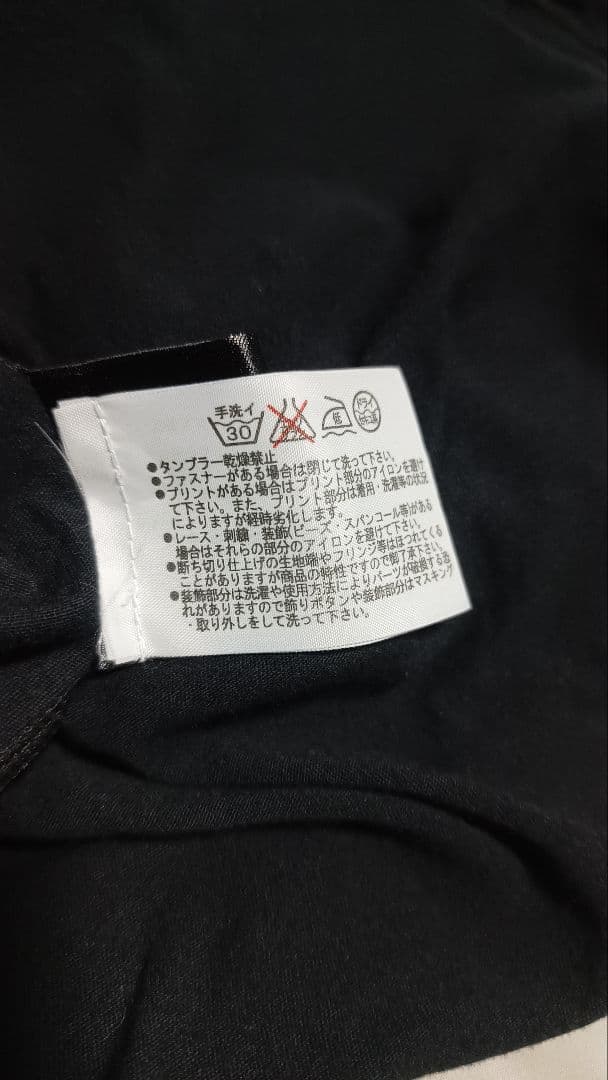 手洗イ
30 低 ドライ
●タンブラー乾燥禁止
●ファスナーがある場合は閉じて洗って下さい。
●プリントがある場合はプリント部分のアイロンを避け
て下さい。また、プリント部分は着用・洗濯等の状況
によりますが経時劣化します。
●レース・刺繍・装飾(ビーズ・スパンコール等)がある
場合はそれらの部分のアイロンを避けて下さい。
●断ち切り仕上げの生地端やフリンジ等はほつれてくる
ことがありますが商品の特性ですので御了承下さい。
●装飾部分は洗濯や使用方法によりパーツが破損する恐
れがありますので飾りボタンや装飾部分はマスキング
・取り外しをして洗って下さい。